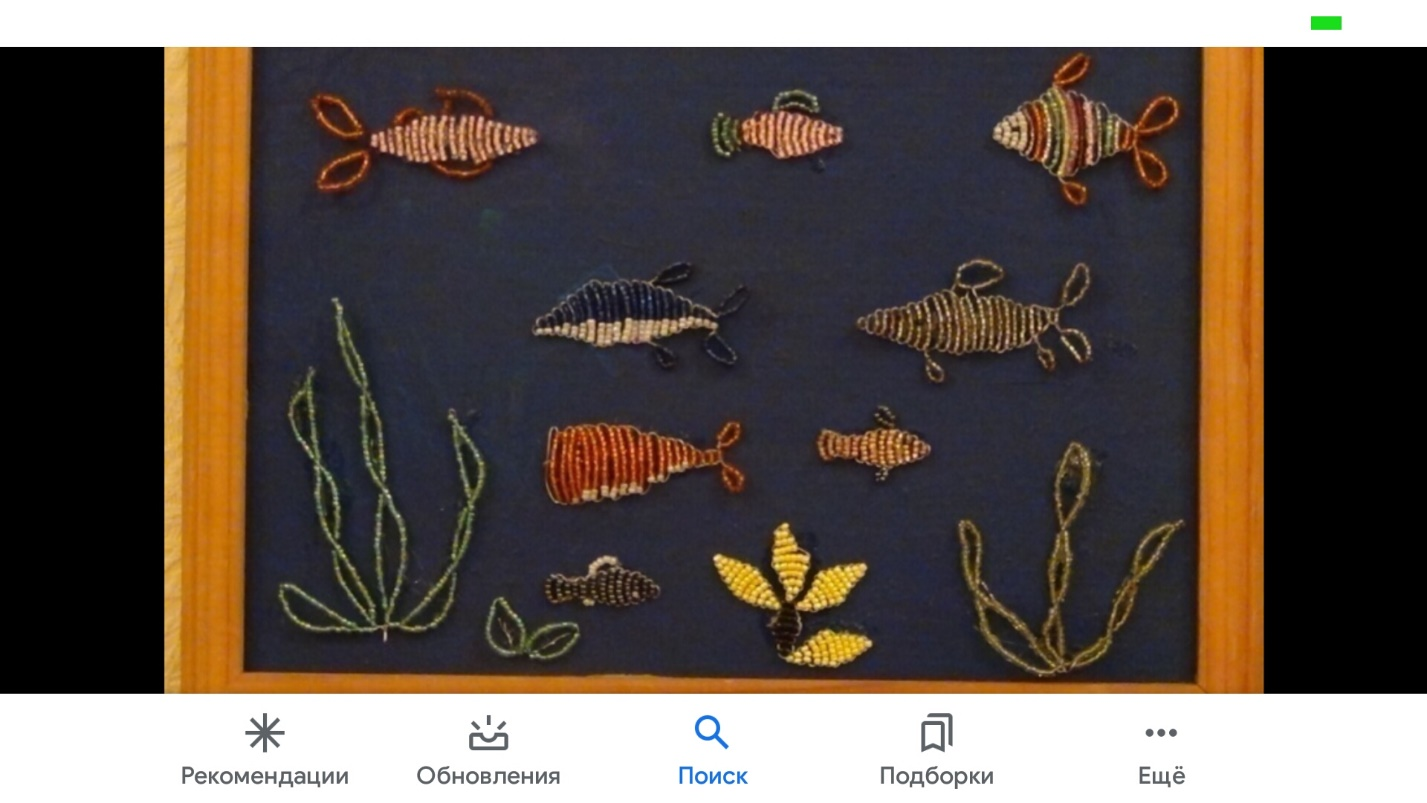 Рекомендации
Обновления
Поиск
Подборки
Ещё